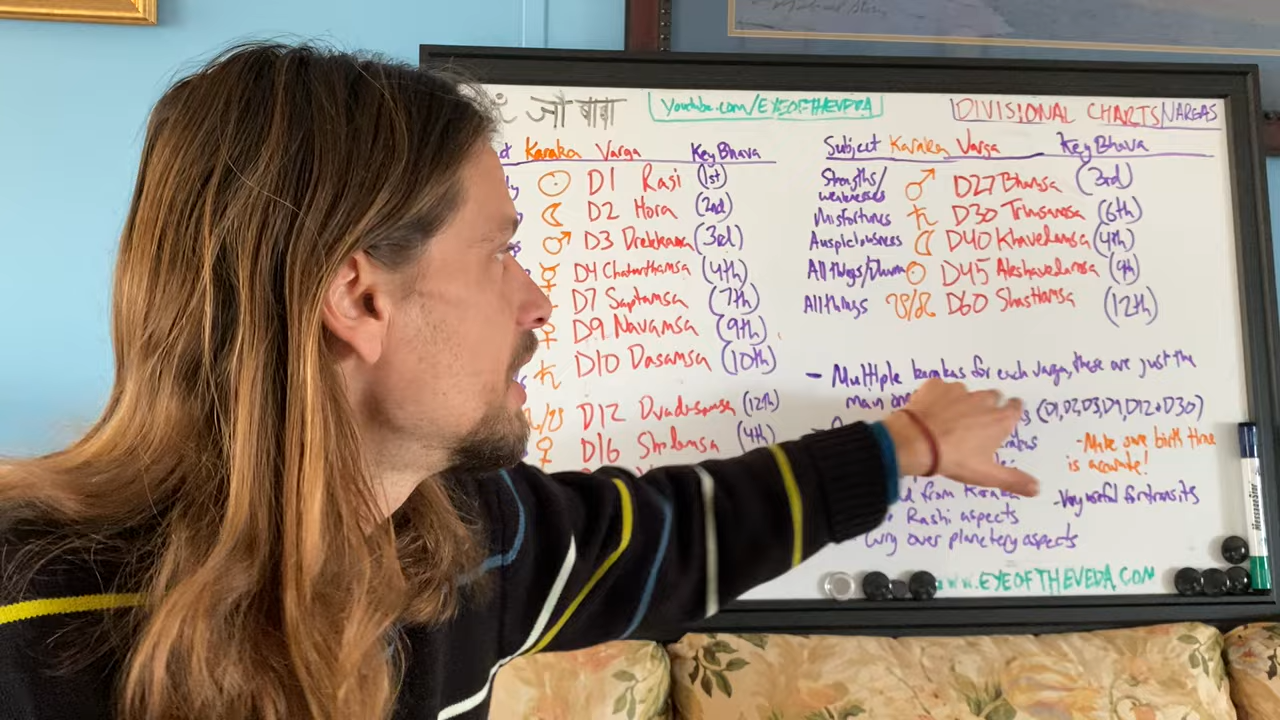 जौ बाबा
Youtube.com/EYEOFTHEVEDA
DIVISIONAL CHARTS/VARGAS
Karaka Varga Key Bhava
☉ D1 Rasi (1st)
☾ D2 Hora (2nd)
♂ D3 Drekkana (3rd)
☿ D4 Chaturthamsa (4th)
D7 Saptamsa (7th)
♀ D9 Navamsa (9th)
♄ D10 Dasamsa (10th)
D12 Dvadasamsa (12th)
♀ D16 (4th)
Subject Karaka Varga Key Bhava
Strengths/
weaknesses ♂ D27 Bhamsa (3rd)
Misfortunes ♄ D30 Trimsamsa (6th)
Auspiciousness ☾ D40 Khavedamsa (4th)
All things/Dharma ☉ D45 Akshavedamsa (9th)
All things ☋/☊ D60 Shastiamsa (12th)
- Multiple karakas for each varga, these are just the
main
(D1,D2,D3,D9,D12+D30)
- Make sure birth time
is accurate!
from Karaka
- Very useful for transits
Rashi aspects
carry over planetery aspects
www.EYEOFTHEVEDA.COM
MessageStor